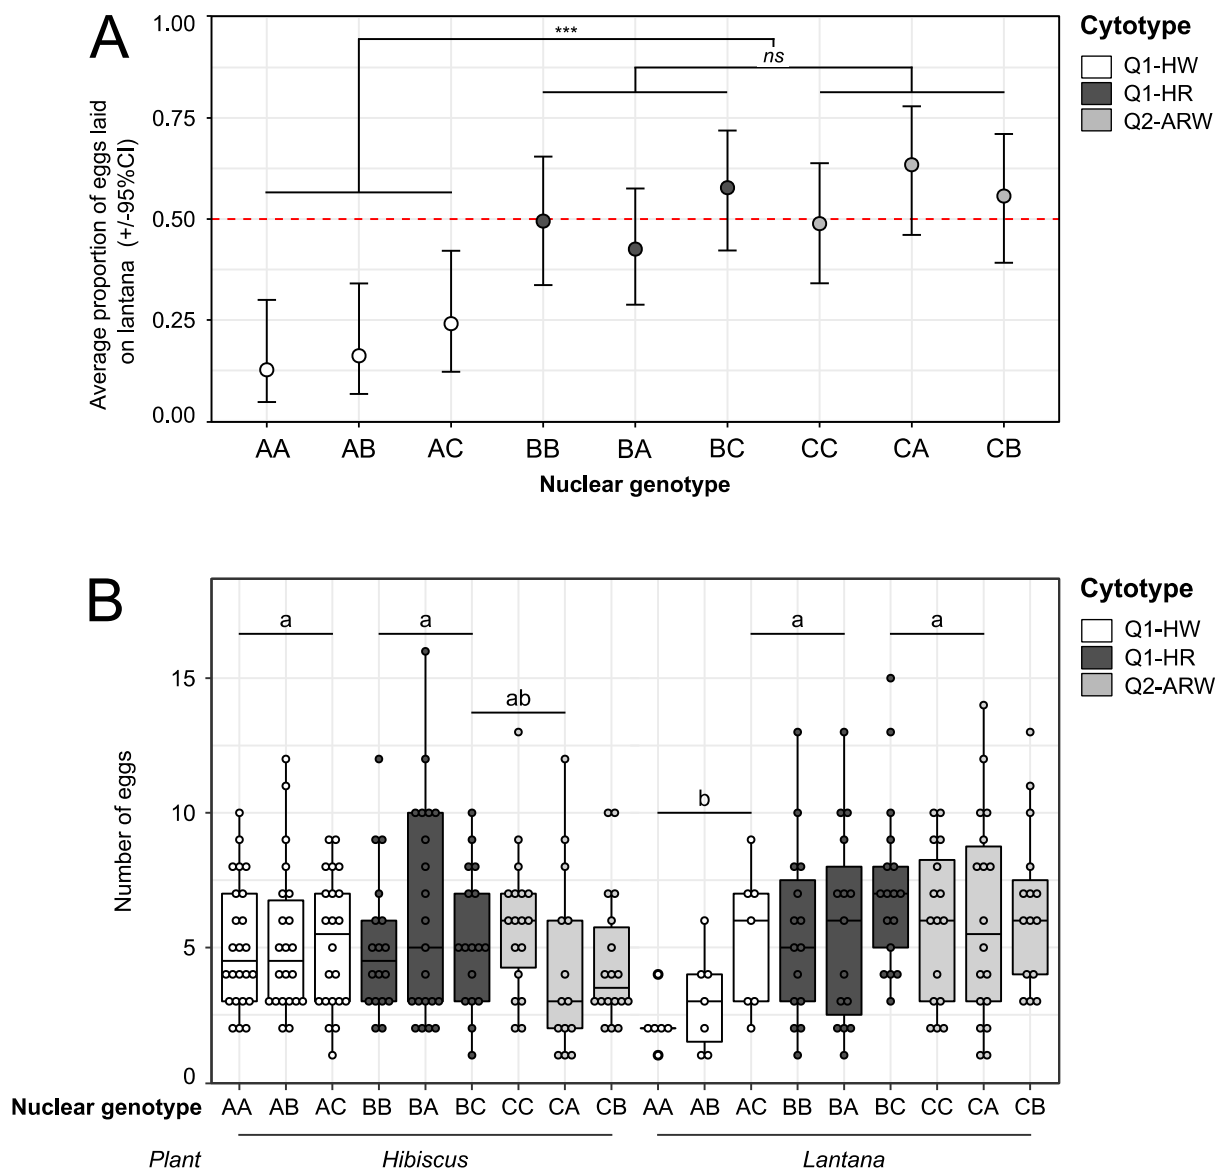 A
Average proportion of eggs laid
on lantana (+/-95%CI)
1.00
0.75
0.50
0.25
0.00
***
ns
AA AB AC BB BA BC CC CA CB
Nuclear genotype
Cytotype
Q1-HW
Q1-HR
Q2-ARW
B
Number of eggs
15
10
5
0
a a a a
ab
b
Cytotype
Q1-HW
Q1-HR
Q2-ARW
Nuclear genotype AA AB AC BB BA BC CC CA CB AA AB AC BB BA BC CC CA CB
Plant Hibiscus Lantana